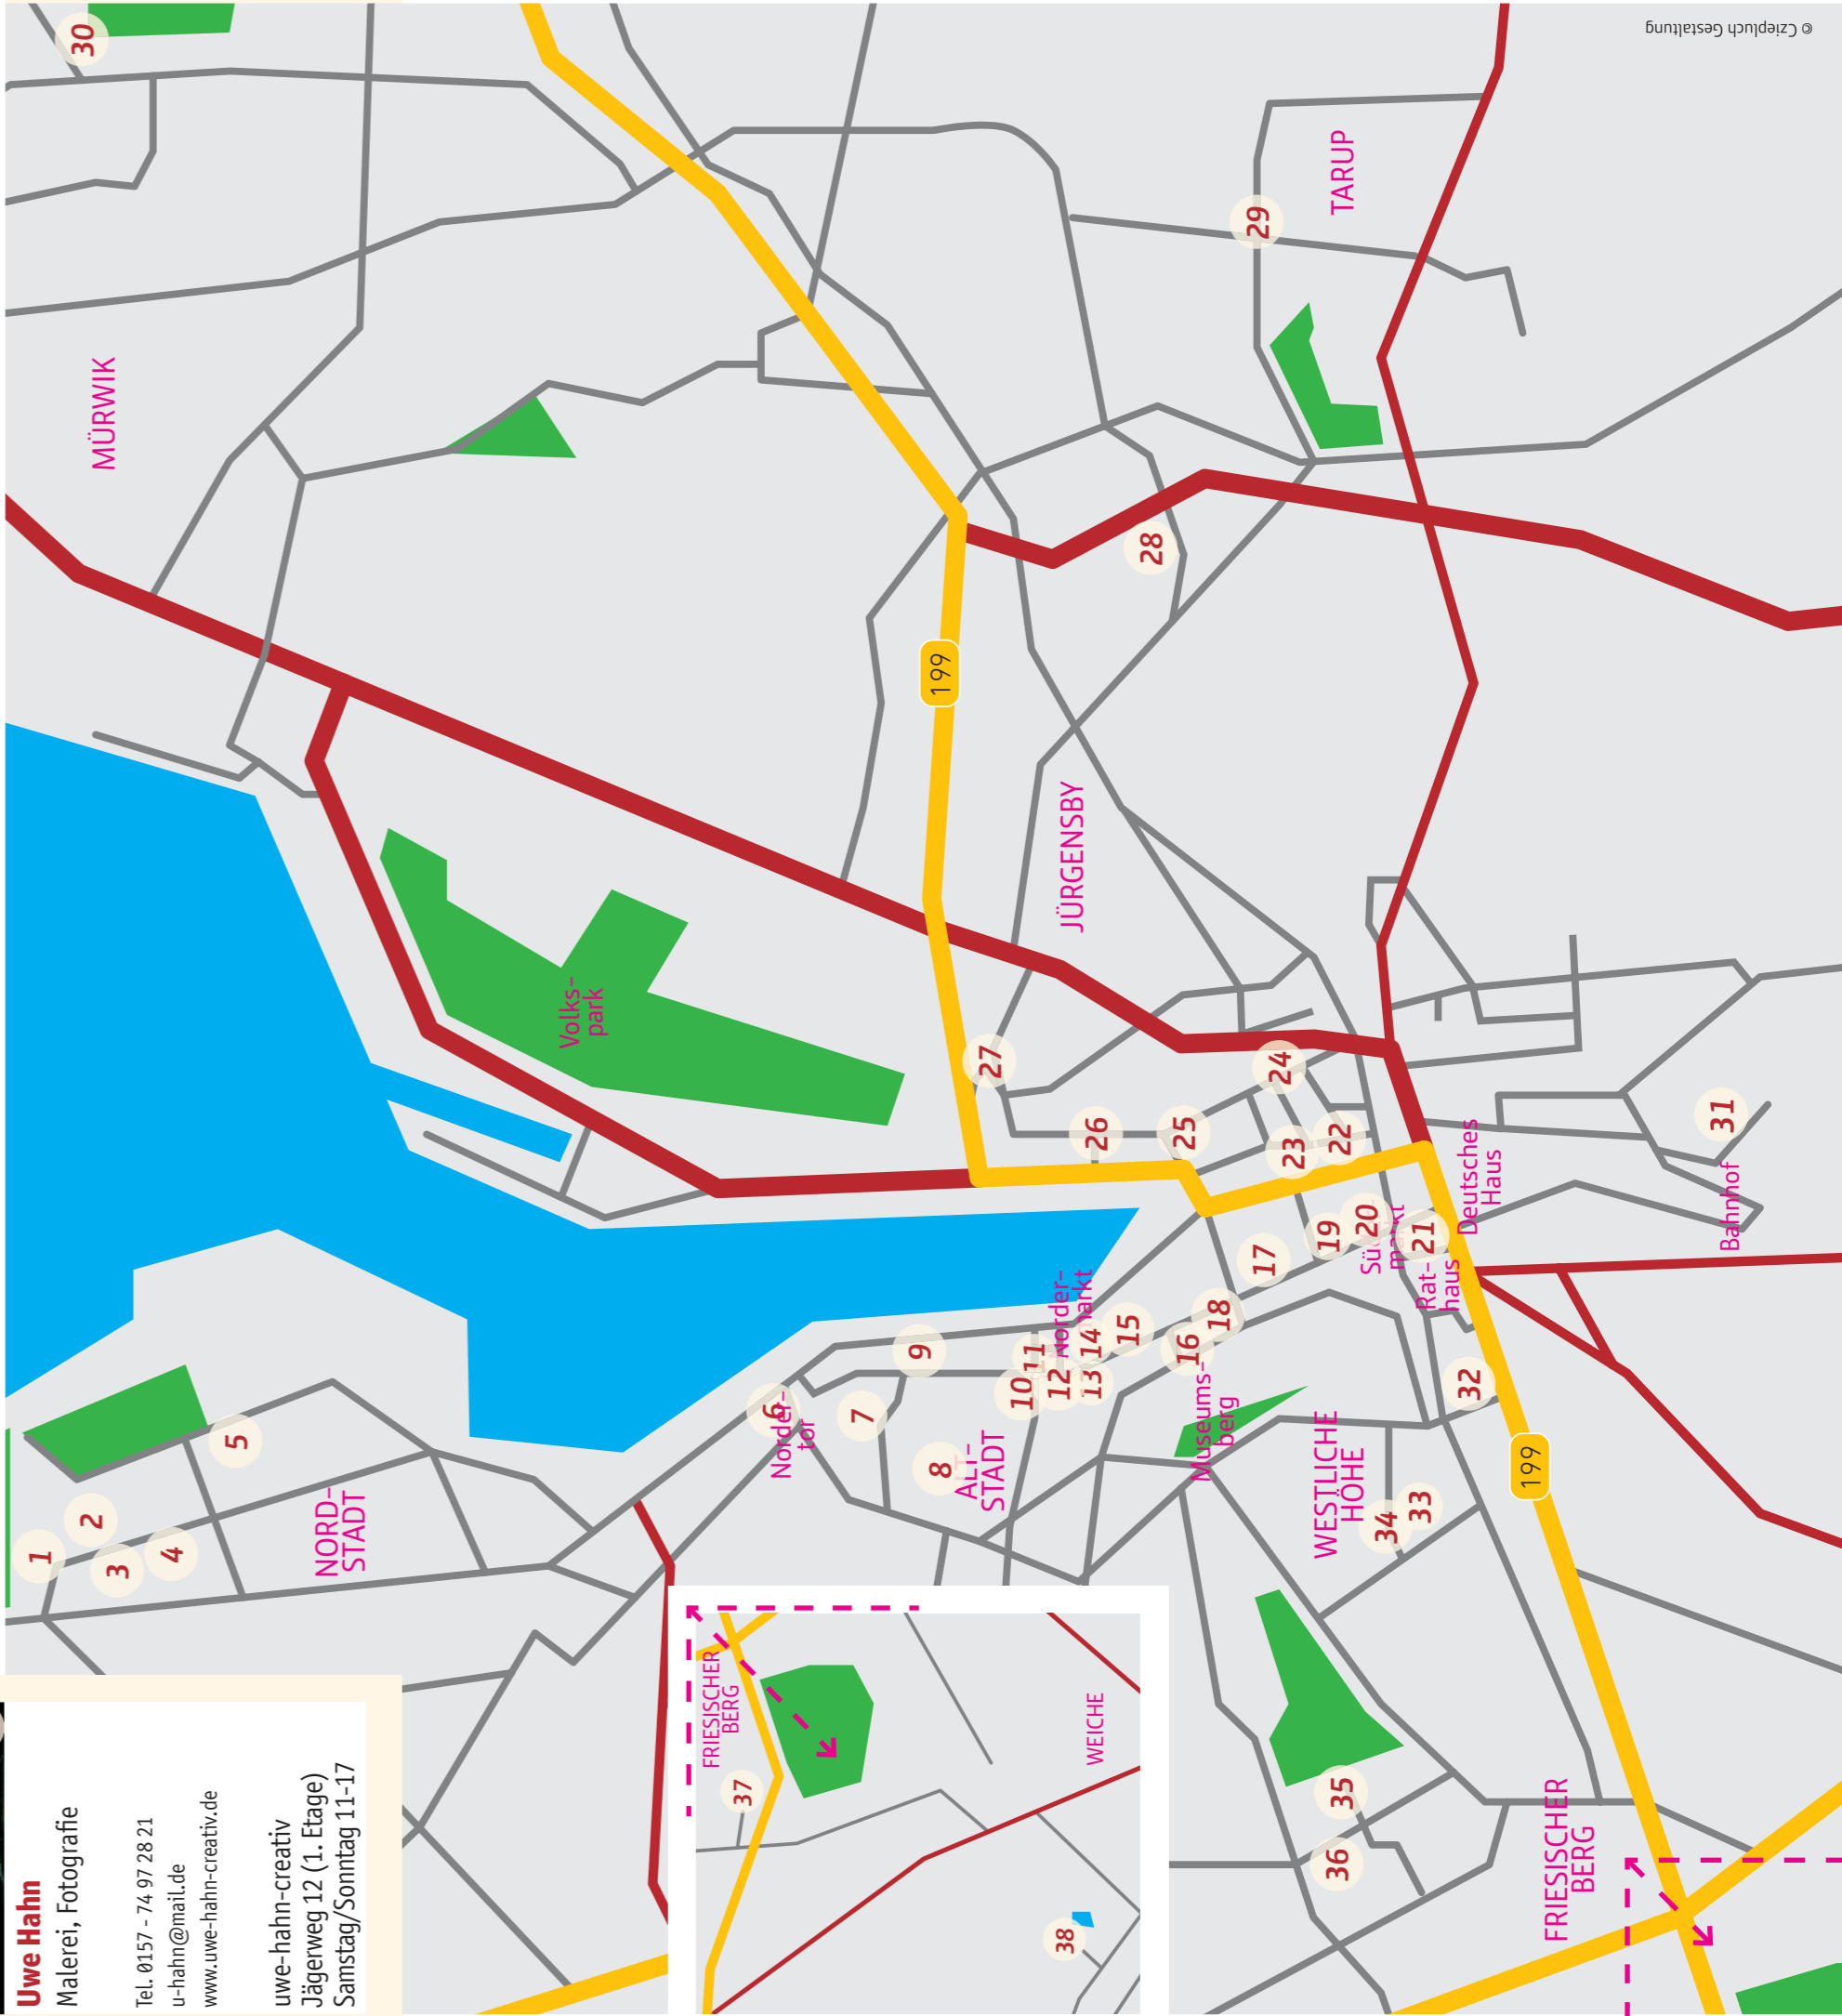 Uwe Hahn
Malerei, Fotografie
Tel. 0157 - 74 97 28 21
u-hahn@mail.de
www.uwe-hahn-creativ.de
uwe-hahn-creativ
Jägerweg 12 (1. Etage)
Samstag/Sonntag 11-17
1
2
3
4
5
NORD-
STADT
6
Norder-
tor
7
8
ALT-
STADT
9
10
11
12
13
14
Norder-
markt
15
16
Museums-
berg
17
18
19
20
21
Rat-
haus
22
23
24
25
26
27
28
29
30
31
32
33
34
WESTLICHE
HÖHE
35
36
FRIESISCHER
BERG
37
FRIESISCHER
BERG
38
WEICHE
199
199
MÜRWIK
Volks-
park
JÜRGENSBY
TARUP
Deutsches
Haus
Bahnhof
© Cziepluch Gestaltung